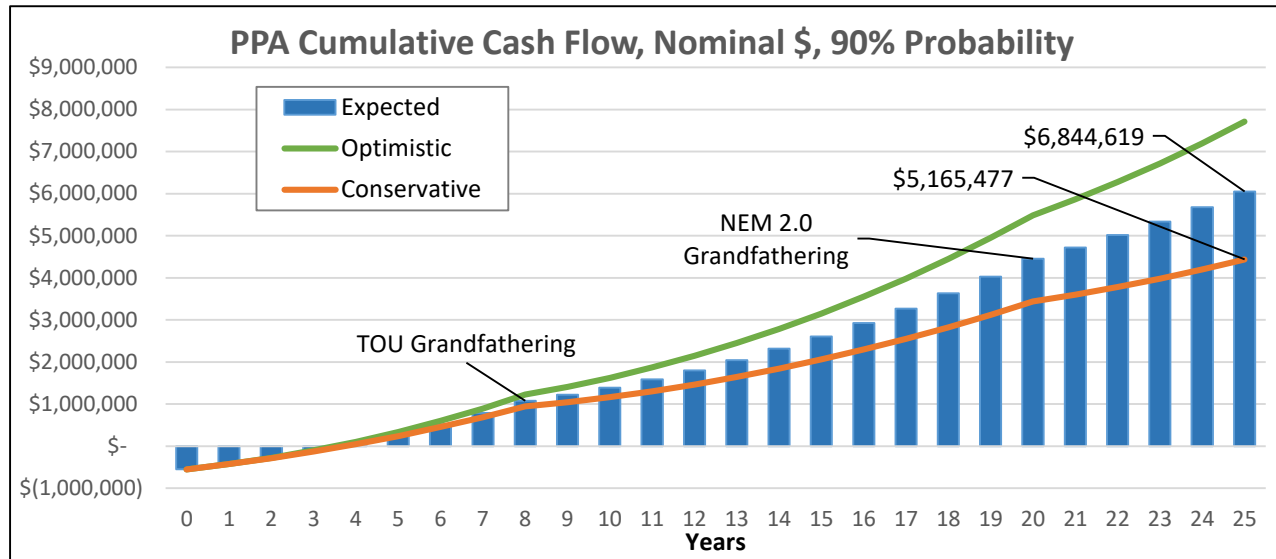 PPA Cumulative Cash Flow, Nominal $, 90% Probability
$9,000,000
$8,000,000
$7,000,000
$6,000,000
$5,000,000
$4,000,000
$3,000,000
$2,000,000
$1,000,000
$-
$(1,000,000)
Expected
Optimistic
Conservative
TOU Grandfathering
NEM 2.0
Grandfathering
$6,844,619
$5,165,477
0 1 2 3 4 5 6 7 8 9 10 11 12 13 14 15 16 17 18 19 20 21 22 23 24 25
Years